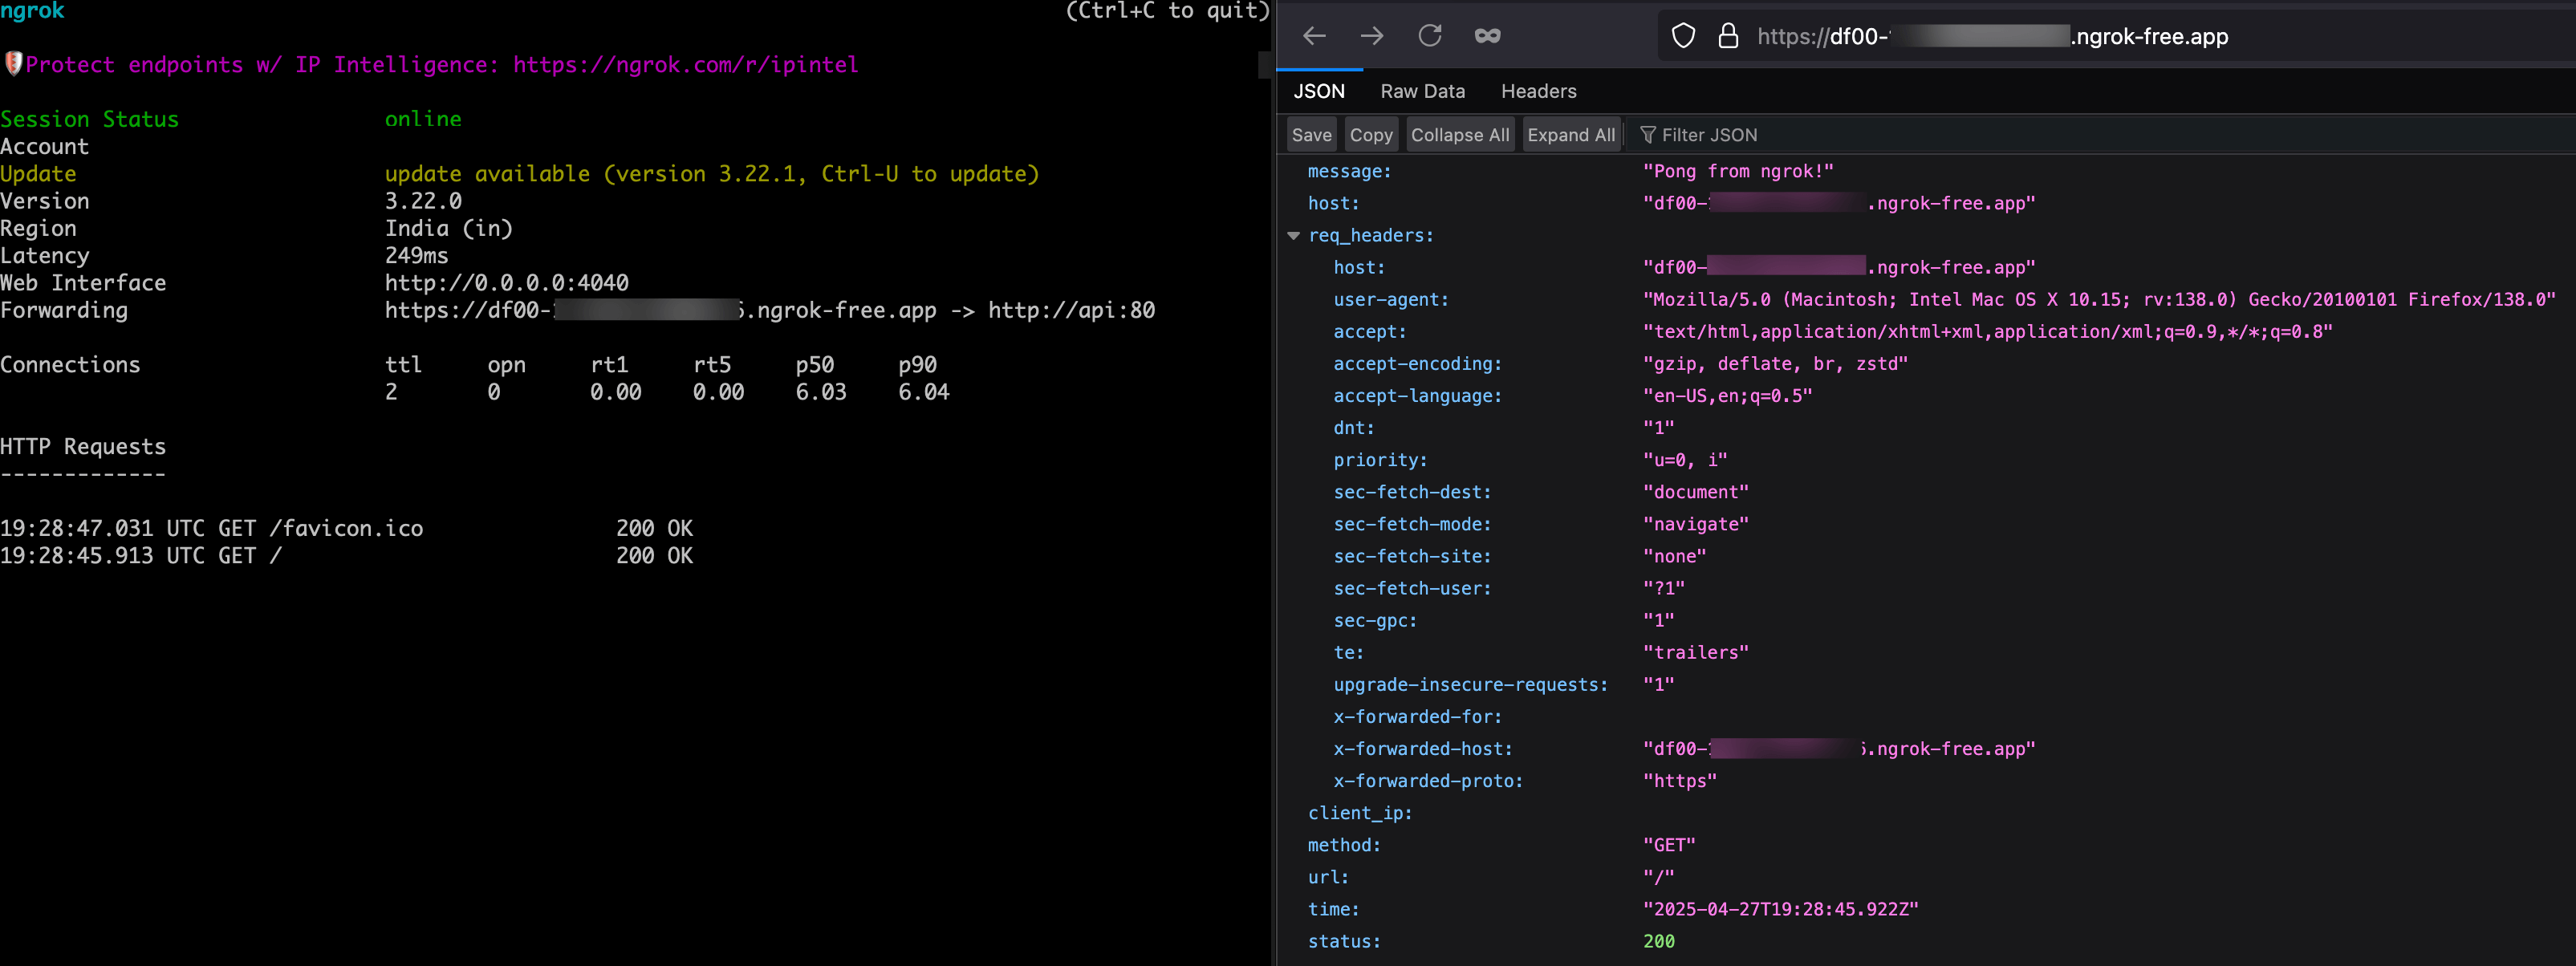 ngrok (Ctrl+C to quit)
Protect endpoints w/ IP Intelligence: https://ngrok.com/r/ipintel
Session Status online
Account
Update update available (version 3.22.1, Ctrl-U to update)
Version 3.22.0
Region India (in)
Latency 249ms
Web Interface http://0.0.0.0:4040
Forwarding https://df00- .ngrok-free.app -> http://api:80
Connections ttl opn rt1 rt5 p50 p90
2 0 0.00 0.00 6.03 6.04
HTTP Requests
-------------
19:28:47.031 UTC GET /favicon.ico 200 OK
19:28:45.913 UTC GET / 200 OK
https://df00- .ngrok-free.app
JSON Raw Data Headers
Save Copy Collapse All Expand All Filter JSON
message: "Pong from ngrok!"
host: "df00- .ngrok-free.app"
req_headers:
host: "df00- .ngrok-free.app"
user-agent: "Mozilla/5.0 (Macintosh; Intel Mac OS X 10.15; rv:138.0) Gecko/20100101 Firefox/138.0"
accept: "text/html,application/xhtml+xml,application/xml;q=0.9,*/*;q=0.8"
accept-encoding: "gzip, deflate, br, zstd"
accept-language: "en-US,en;q=0.5"
dnt: "1"
priority: "u=0, i"
sec-fetch-dest: "document"
sec-fetch-mode: "navigate"
sec-fetch-site: "none"
sec-fetch-user: "?1"
sec-gpc: "1"
te: "trailers"
upgrade-insecure-requests: "1"
x-forwarded-for:
x-forwarded-host: "df00- .ngrok-free.app"
x-forwarded-proto: "https"
client_ip:
method: "GET"
url: "/"
time: "2025-04-27T19:28:45.922Z"
status: 200